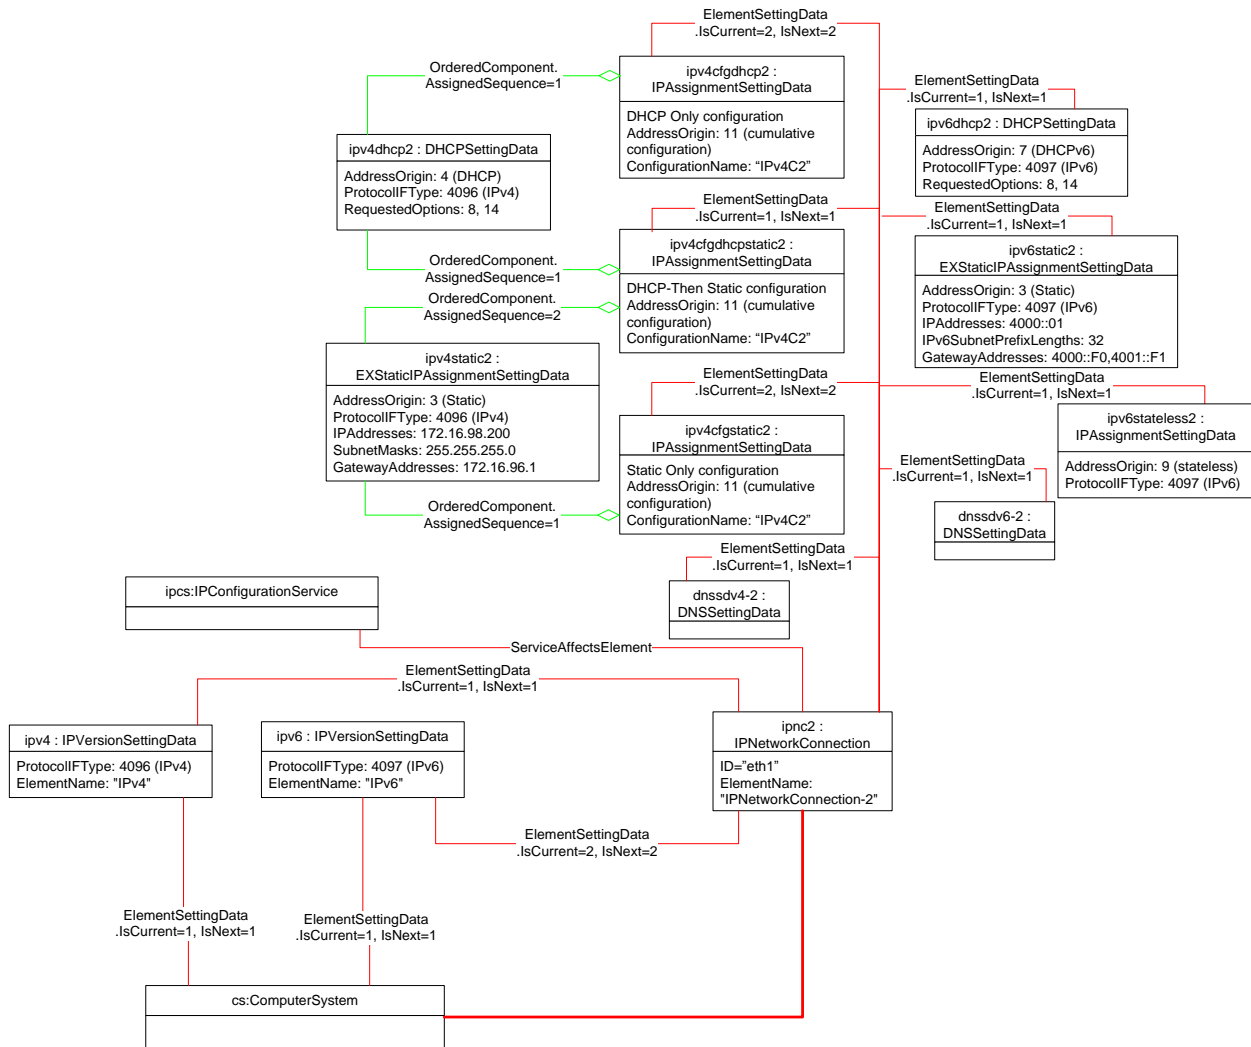 ElementSettingData
.IsCurrent=2, IsNext=2
OrderedComponent.
AssignedSequence=1
ipv4cfgdhcp2 :
IPAssignmentSettingData
DHCP Only configuration
AddressOrigin: 11 (cumulative
configuration)
ConfigurationName: “IPv4C2”
ElementSettingData
.IsCurrent=1, IsNext=1
ipv6dhcp2 : DHCPSettingData
AddressOrigin: 7 (DHCPv6)
ProtocolIFType: 4097 (IPv6)
RequestedOptions: 8, 14
ipv4dhcp2 : DHCPSettingData
AddressOrigin: 4 (DHCP)
ProtocolIFType: 4096 (IPv4)
RequestedOptions: 8, 14
ElementSettingData
.IsCurrent=1, IsNext=1
ElementSettingData
.IsCurrent=1, IsNext=1
OrderedComponent.
AssignedSequence=1
OrderedComponent.
AssignedSequence=2
ipv4cfgdhcpstatic2 :
IPAssignmentSettingData
DHCP-Then Static configuration
AddressOrigin: 11 (cumulative
configuration)
ConfigurationName: “IPv4C2”
ipv6static2 :
EXStaticIPAssignmentSettingData
AddressOrigin: 3 (Static)
ProtocolIFType: 4097 (IPv6)
IPAddresses: 4000::01
IPv6SubnetPrefixLengths: 32
GatewayAddresses: 4000::F0,4001::F1
ipv4static2 :
EXStaticIPAssignmentSettingData
AddressOrigin: 3 (Static)
ProtocolIFType: 4096 (IPv4)
IPAddresses: 172.16.98.200
SubnetMasks: 255.255.255.0
GatewayAddresses: 172.16.96.1
ElementSettingData
.IsCurrent=2, IsNext=2
ElementSettingData
.IsCurrent=1, IsNext=1
ipv4cfgstatic2 :
IPAssignmentSettingData
Static Only configuration
AddressOrigin: 11 (cumulative
configuration)
ConfigurationName: “IPv4C2”
ipv6stateless2 :
IPAssignmentSettingData
AddressOrigin: 9 (stateless)
ProtocolIFType: 4097 (IPv6)
ElementSettingData
.IsCurrent=1, IsNext=1
OrderedComponent.
AssignedSequence=1
dnssdv6-2 :
DNSSettingData
ElementSettingData
.IsCurrent=1, IsNext=1
dnssdv4-2 :
DNSSettingData
ipcs:IPConfigurationService
ServiceAffectsElement
ElementSettingData
.IsCurrent=1, IsNext=1
ipv4 : IPVersionSettingData
ProtocolIFType: 4096 (IPv4)
ElementName: "IPv4"
ipv6 : IPVersionSettingData
ProtocolIFType: 4097 (IPv6)
ElementName: "IPv6"
ipnc2 :
IPNetworkConnection
ID=”eth1”
ElementName:
"IPNetworkConnection-2"
ElementSettingData
.IsCurrent=2, IsNext=2
ElementSettingData
.IsCurrent=1, IsNext=1
ElementSettingData
.IsCurrent=1, IsNext=1
cs:ComputerSystem